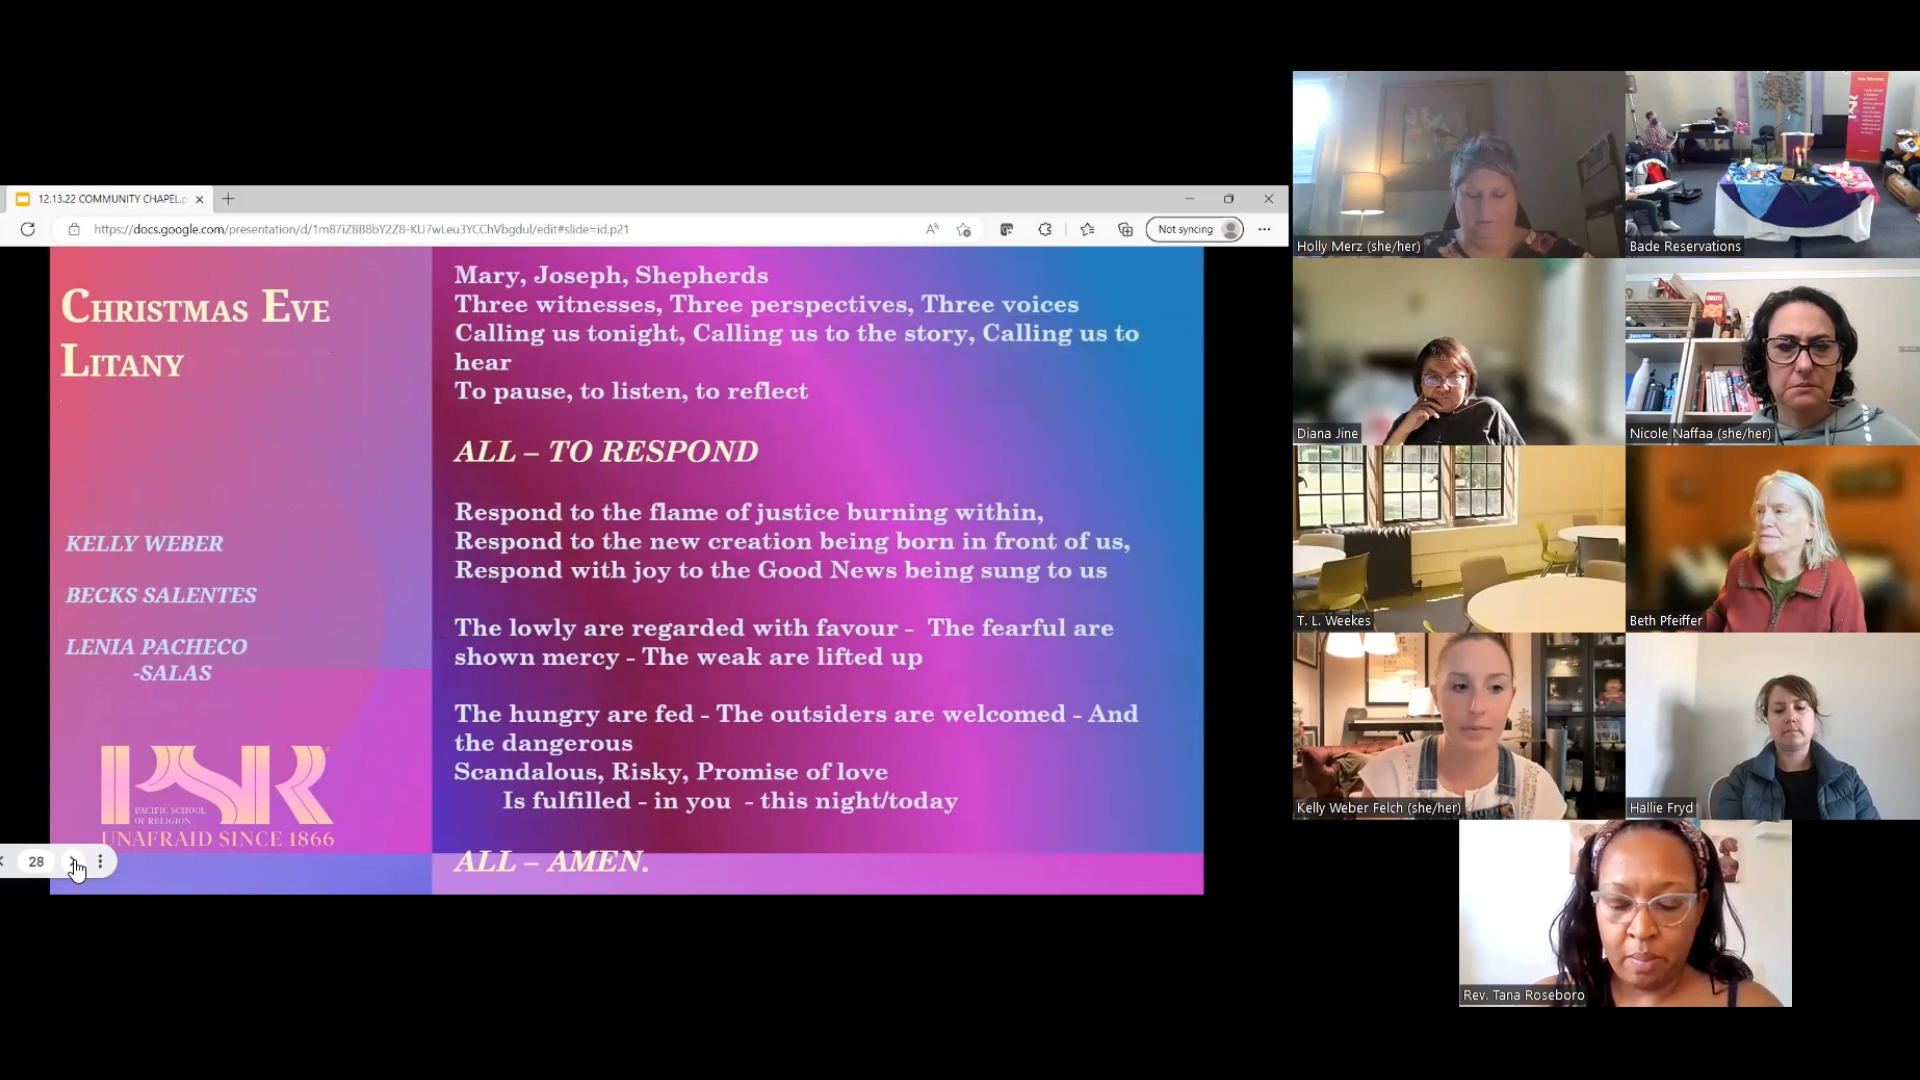 12.13.22 COMMUNITY CHAPEL.p
https://docs.google.com/presentation/d/1m87iZ8B8bY2Z8-KU7wLeu3YCChVbgdul/edit#slide=id.p21
Not syncing
CHRISTMAS EVE
LITANY
KELLY WEBER
BECKS SALENTES
LENIA PACHECO
-SALAS
PSR
PACIFIC SCHOOL
OF RELIGION
UNAFRAID SINCE 1866
28
Mary, Joseph, Shepherds
Three witnesses, Three perspectives, Three voices
Calling us tonight, Calling us to the story, Calling us to
hear
To pause, to listen, to reflect
ALL – TO RESPOND
Respond to the flame of justice burning within,
Respond to the new creation being born in front of us,
Respond with joy to the Good News being sung to us
The lowly are regarded with favour - The fearful are
shown mercy - The weak are lifted up
The hungry are fed - The outsiders are welcomed - And
the dangerous
Scandalous, Risky, Promise of love
Is fulfilled - in you - this night/today
ALL – AMEN.
Holly Merz (she/her)
Bade Reservations
Diana Jine
Nicole Naffaa (she/her)
T. L. Weekes
Beth Pfeiffer
Kelly Weber Felch (she/her)
Hallie Fryd
Rev. Tana Roseboro